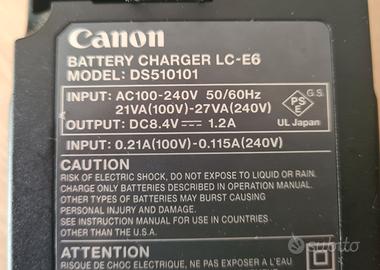 Canon
BATTERY CHARGER LC-E6
MODEL: DS510101
INPUT: AC100-240V 50/60Hz
21VA(100V)-27VA(240V)
OUTPUT: DC8.4V⎓ 1.2A
PS
E
G.S.
UL Japan
INPUT: 0.21A(100V)-0.115A(240V)
CAUTION
RISK OF ELECTRIC SHOCK, DO NOT EXPOSE TO LIQUID OR RAIN.
CHARGE ONLY BATTERIES DESCRIBED IN OPERATION MANUAL.
OTHER TYPES OF BATTERIES MAY BURST CAUSING
PERSONAL INJURY AND DAMAGE.
SEE INSTRUCTION MANUAL FOR USE IN COUNTRIES
OTHER THAN THE U.S.A.
ATTENTION
RISQUE DE CHOC ELECTRIQUE, NE PAS EXPOSER A L'EAU
subito